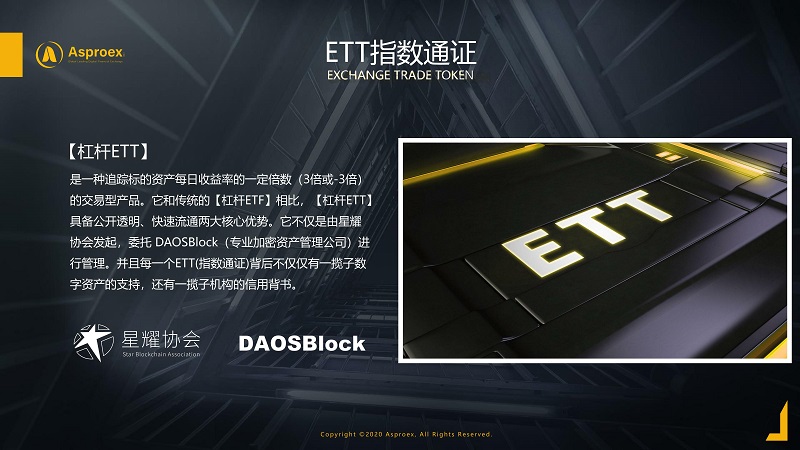 Asproex
ETT指数通证
EXCHANGE TRADE TOKEN
【杠杆ETT】
是一种追踪标的资产每日收益率的一定倍数（3倍或-3倍）
的交易型产品。它和传统的【杠杆ETF】相比，【杠杆ETT】
具备公开透明、快速流通两大核心优势。它不仅是由星耀
协会发起，委托 DAOSBlock（专业加密资产管理公司）进
行管理。并且每一个ETT(指数通证)背后不仅仅有一揽子数
字资产的支持，还有一揽子机构的信用背书。
ETT
星耀协会
Star Blockchain Association
DAOSBlock
Copyright ©2020 Asproex, All Rights Reserved.